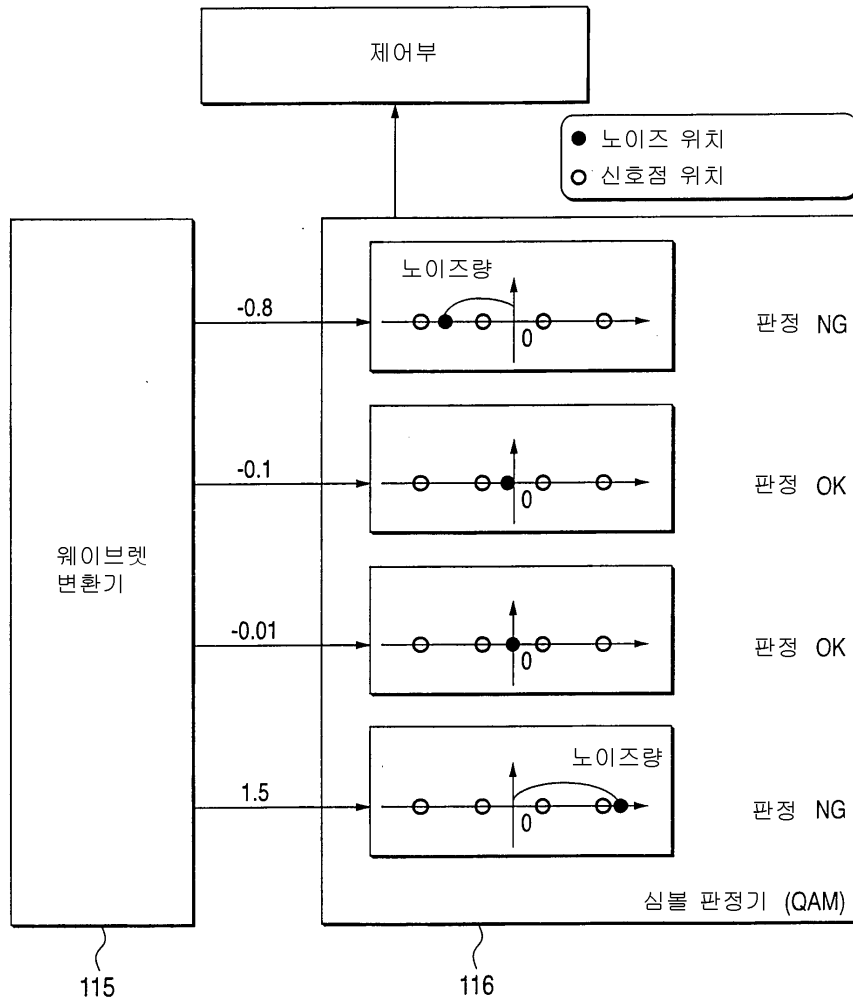 제어부
● 노이즈 위치
○ 신호점 위치
노이즈량
-0.8
0
판정 NG
-0.1
0
판정 OK
웨이브렛
변환기
-0.01
0
판정 OK
노이즈량
1.5
0
판정 NG
심볼 판정기 (QAM)
115
116